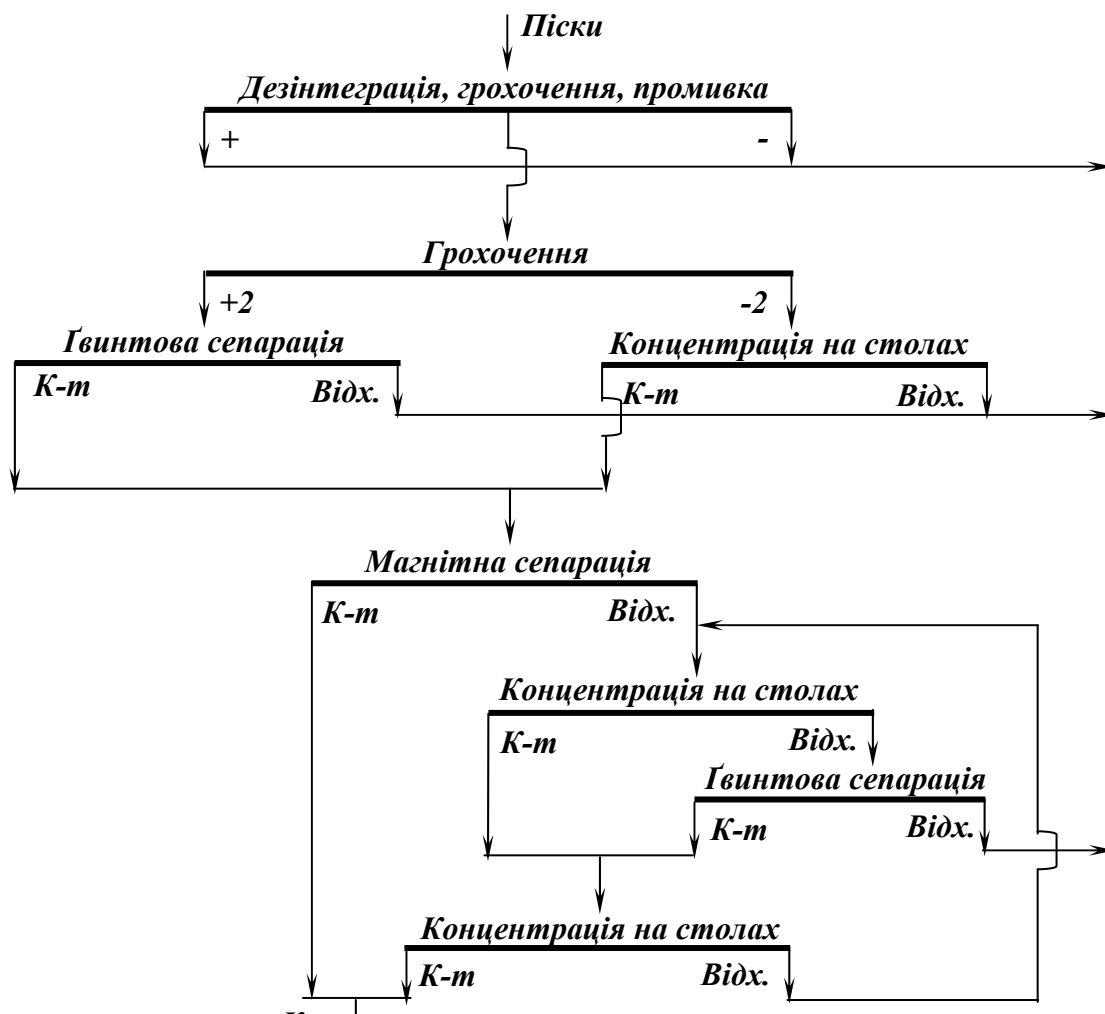 Піски
Дезінтеграція, грохочення, промивка
+ -
Грохочення
+2 -2
Ґвинтова сепарація Концентрація на столах
К-т Відх. К-т Відх.
Магнітна сепарація
К-т Відх.
Концентрація на столах
К-т Відх.
Ґвинтова сепарація
К-т Відх.
Концентрація на столах
К-т Відх.